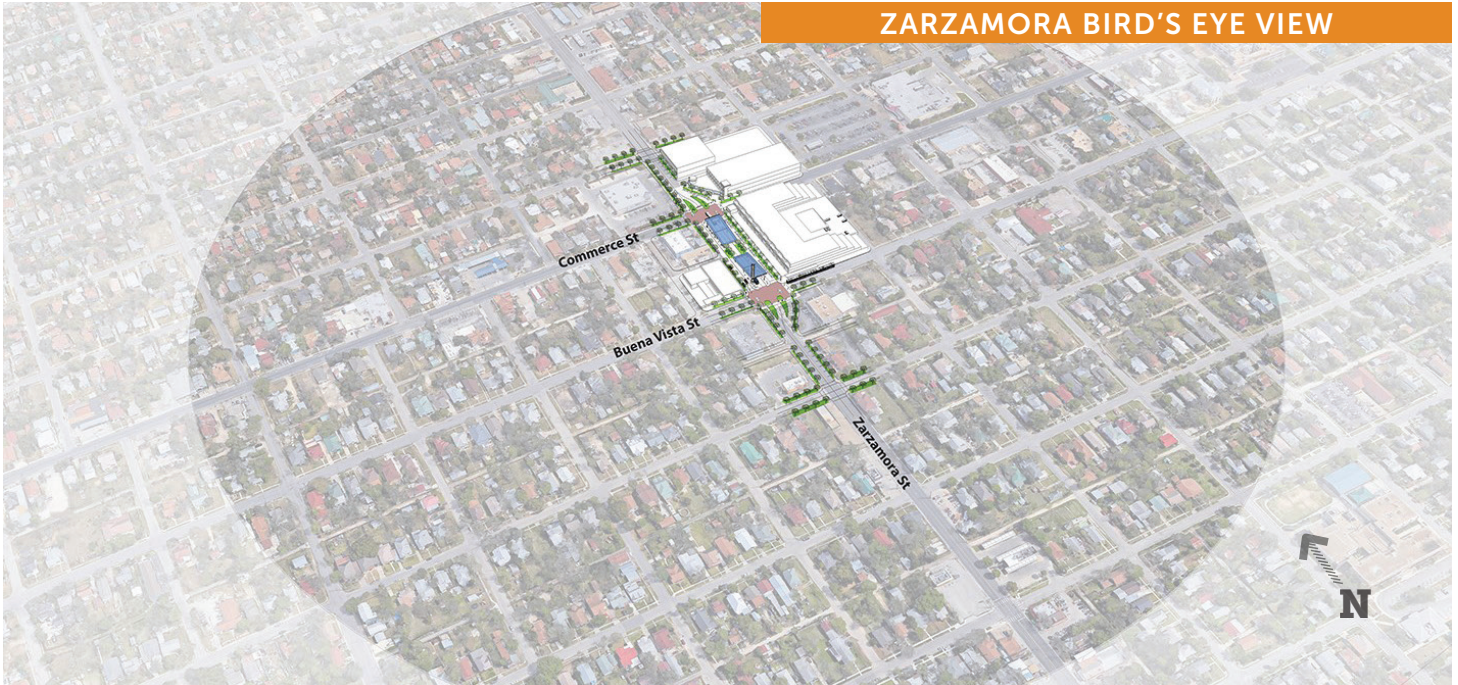 ZARZAMORA BIRD'S EYE VIEW
Commerce St
Buena Vista St
Zarzamora St
N